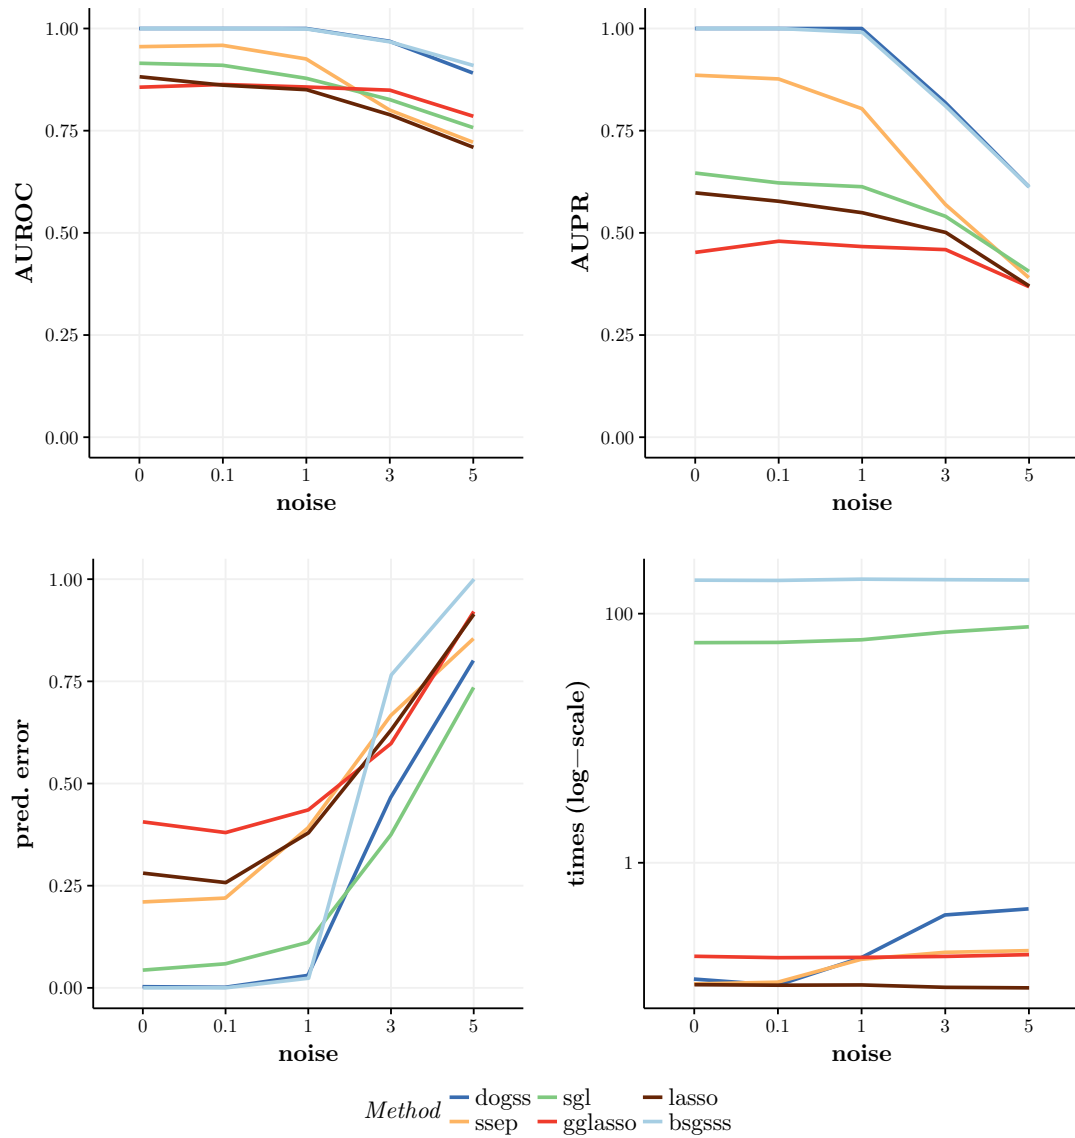 1.00
0.75
0.50
0.25
0.00
AUROC
0 0.1 1 3 5
noise
1.00
0.75
0.50
0.25
0.00
AUPR
0 0.1 1 3 5
noise
1.00
0.75
0.50
0.25
0.00
pred. error
0 0.1 1 3 5
noise
100
1
times (log−scale)
0 0.1 1 3 5
noise
Method
dogss sgl lasso
ssep gglasso bsgsss